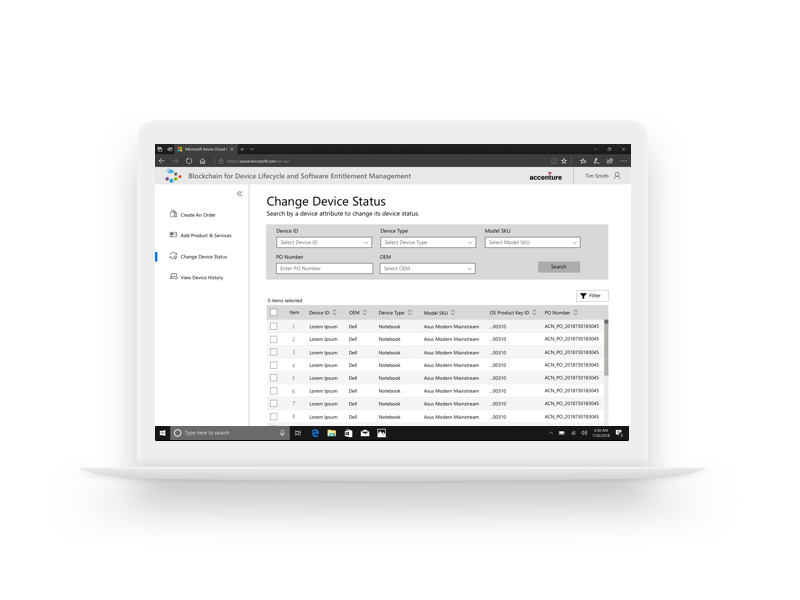 Microsoft Azure Cloud
https://azure.microsoft.com/en-us/
Blockchain for Device Lifecycle and Software Entitlement Management
accenture
Tim Smith
Create An Order
Add Product & Services
Change Device Status
View Device History
Change Device Status
Search by a device attribute to change its device status.
Device ID Device Type Model SKU
Select Device ID Select Device Type Select Model SKU
PO Number OEM
Enter PO Number Select OEM Search
Filter
0 items selected
Item Device ID OEM Device Type Model SKU OS Product Key ID PO Number
1 Lorem Ipsum Dell Notebook Asus Modern Mainstream ...00310 ACN_PO_2018730183045
2 Lorem Ipsum Dell Notebook Asus Modern Mainstream ...00310 ACN_PO_2018730183045
3 Lorem Ipsum Dell Notebook Asus Modern Mainstream ...00310 ACN_PO_2018730183045
4 Lorem Ipsum Dell Notebook Asus Modern Mainstream ...00310 ACN_PO_2018730183045
5 Lorem Ipsum Dell Notebook Asus Modern Mainstream ...00310 ACN_PO_2018730183045
6 Lorem Ipsum Dell Notebook Asus Modern Mainstream ...00310 ACN_PO_2018730183045
7 Lorem Ipsum Dell Notebook Asus Modern Mainstream ...00310 ACN_PO_2018730183045
8 Lorem Ipsum Dell Notebook Asus Modern Mainstream ...00310 ACN_PO_2018730183045
Type here to search
6:30 AM
7/30/2018